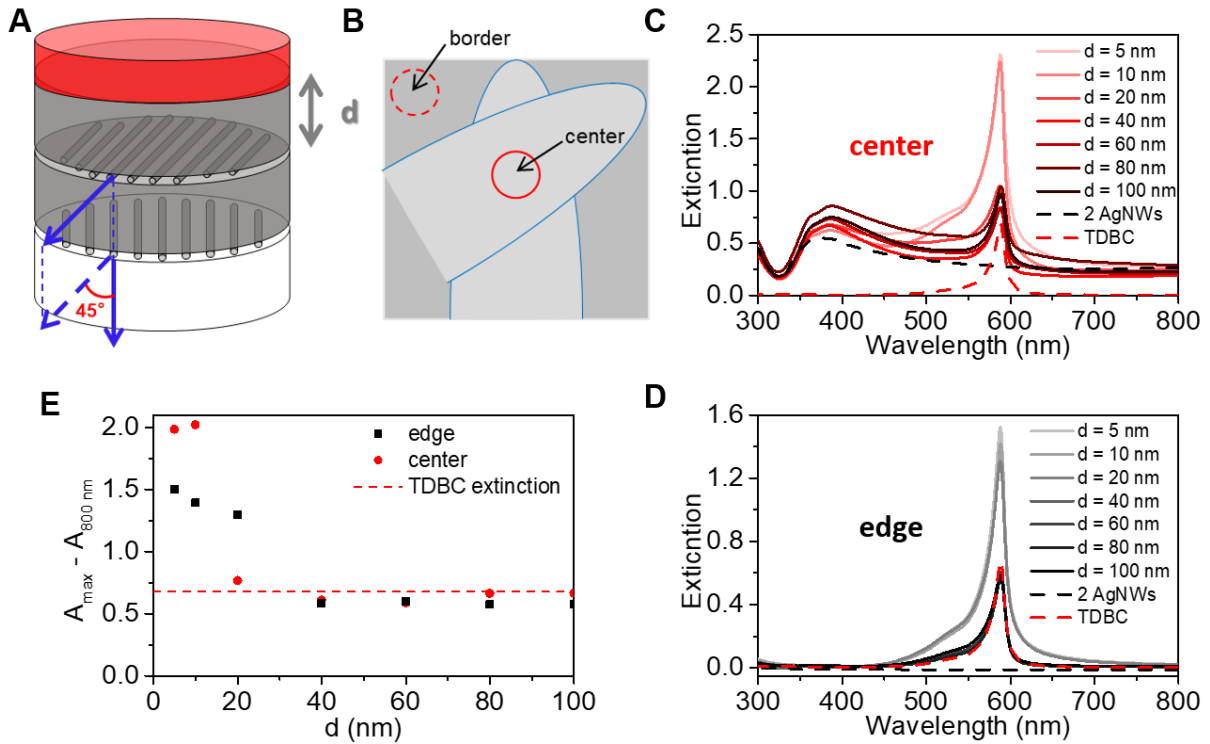 A
d
45°
B
border
center
C
Exticntion
2.5
2.0
1.5
1.0
0.5
0.0
center
d = 5 nm
d = 10 nm
d = 20 nm
d = 40 nm
d = 60 nm
d = 80 nm
d = 100 nm
2 AgNWs
TDBC
300 400 500 600 700 800
Wavelength (nm)
E
A_max - A_800 nm
2.0
1.5
1.0
0.5
0.0
edge
center
TDBC extinction
0 20 40 60 80 100
d (nm)
D
Exticntion
1.6
1.2
0.8
0.4
0.0
edge
d = 5 nm
d = 10 nm
d = 20 nm
d = 40 nm
d = 60 nm
d = 80 nm
d = 100 nm
2 AgNWs
TDBC
300 400 500 600 700 800
Wavelength (nm)